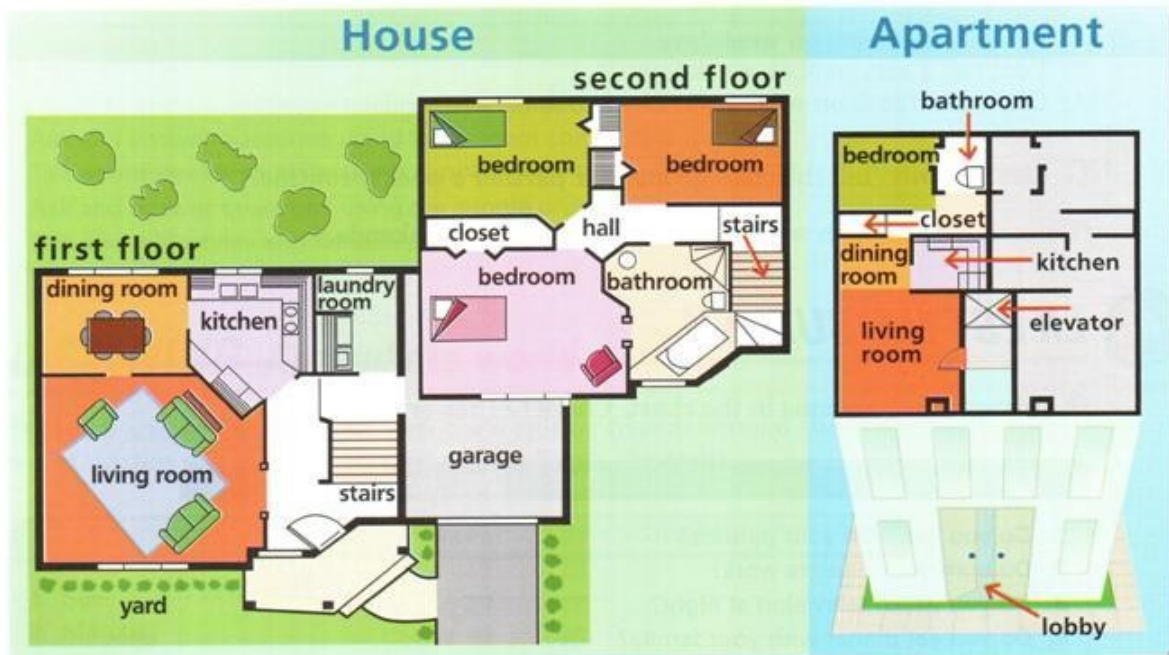 House
Apartment
second floor
bedroom
bedroom
closet
hall
stairs
bedroom
bathroom
first floor
dining room
kitchen
laundry
room
living room
stairs
garage
yard
bathroom
bedroom
closet
dining
room
kitchen
living
room
elevator
lobby